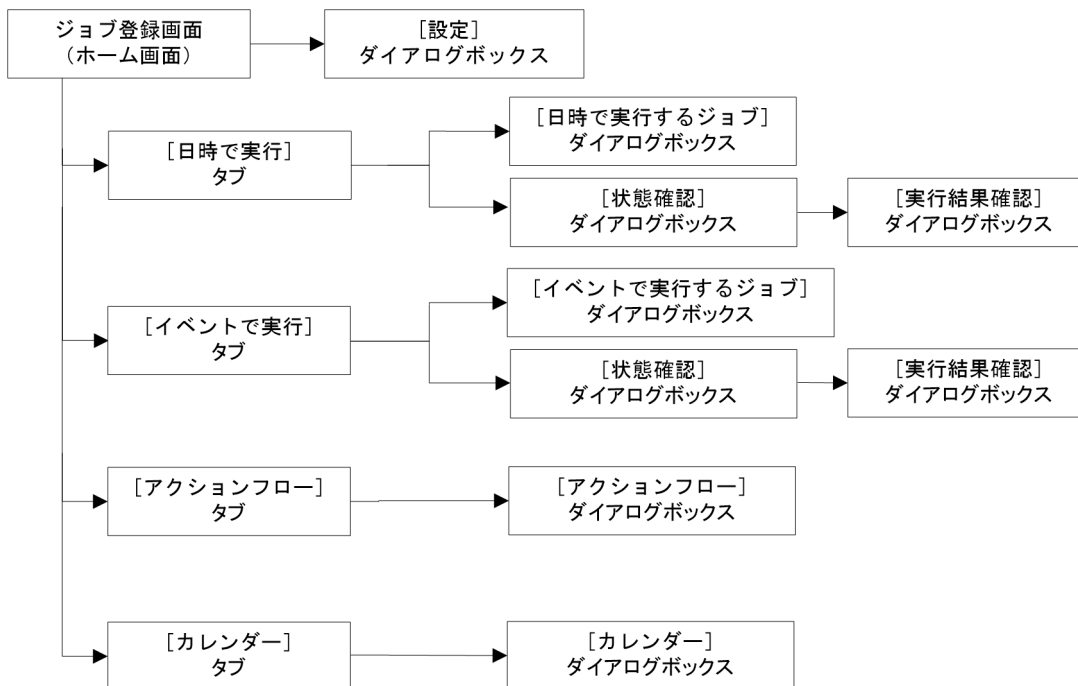 ジョブ登録画面
（ホーム画面）
［設定］
ダイアログボックス
［日時で実行］
タブ
［日時で実行するジョブ］
ダイアログボックス
［状態確認］
ダイアログボックス
［実行結果確認］
ダイアログボックス
［イベントで実行］
タブ
［イベントで実行するジョブ］
ダイアログボックス
［状態確認］
ダイアログボックス
［実行結果確認］
ダイアログボックス
［アクションフロー］
タブ
［アクションフロー］
ダイアログボックス
［カレンダー］
タブ
［カレンダー］
ダイアログボックス